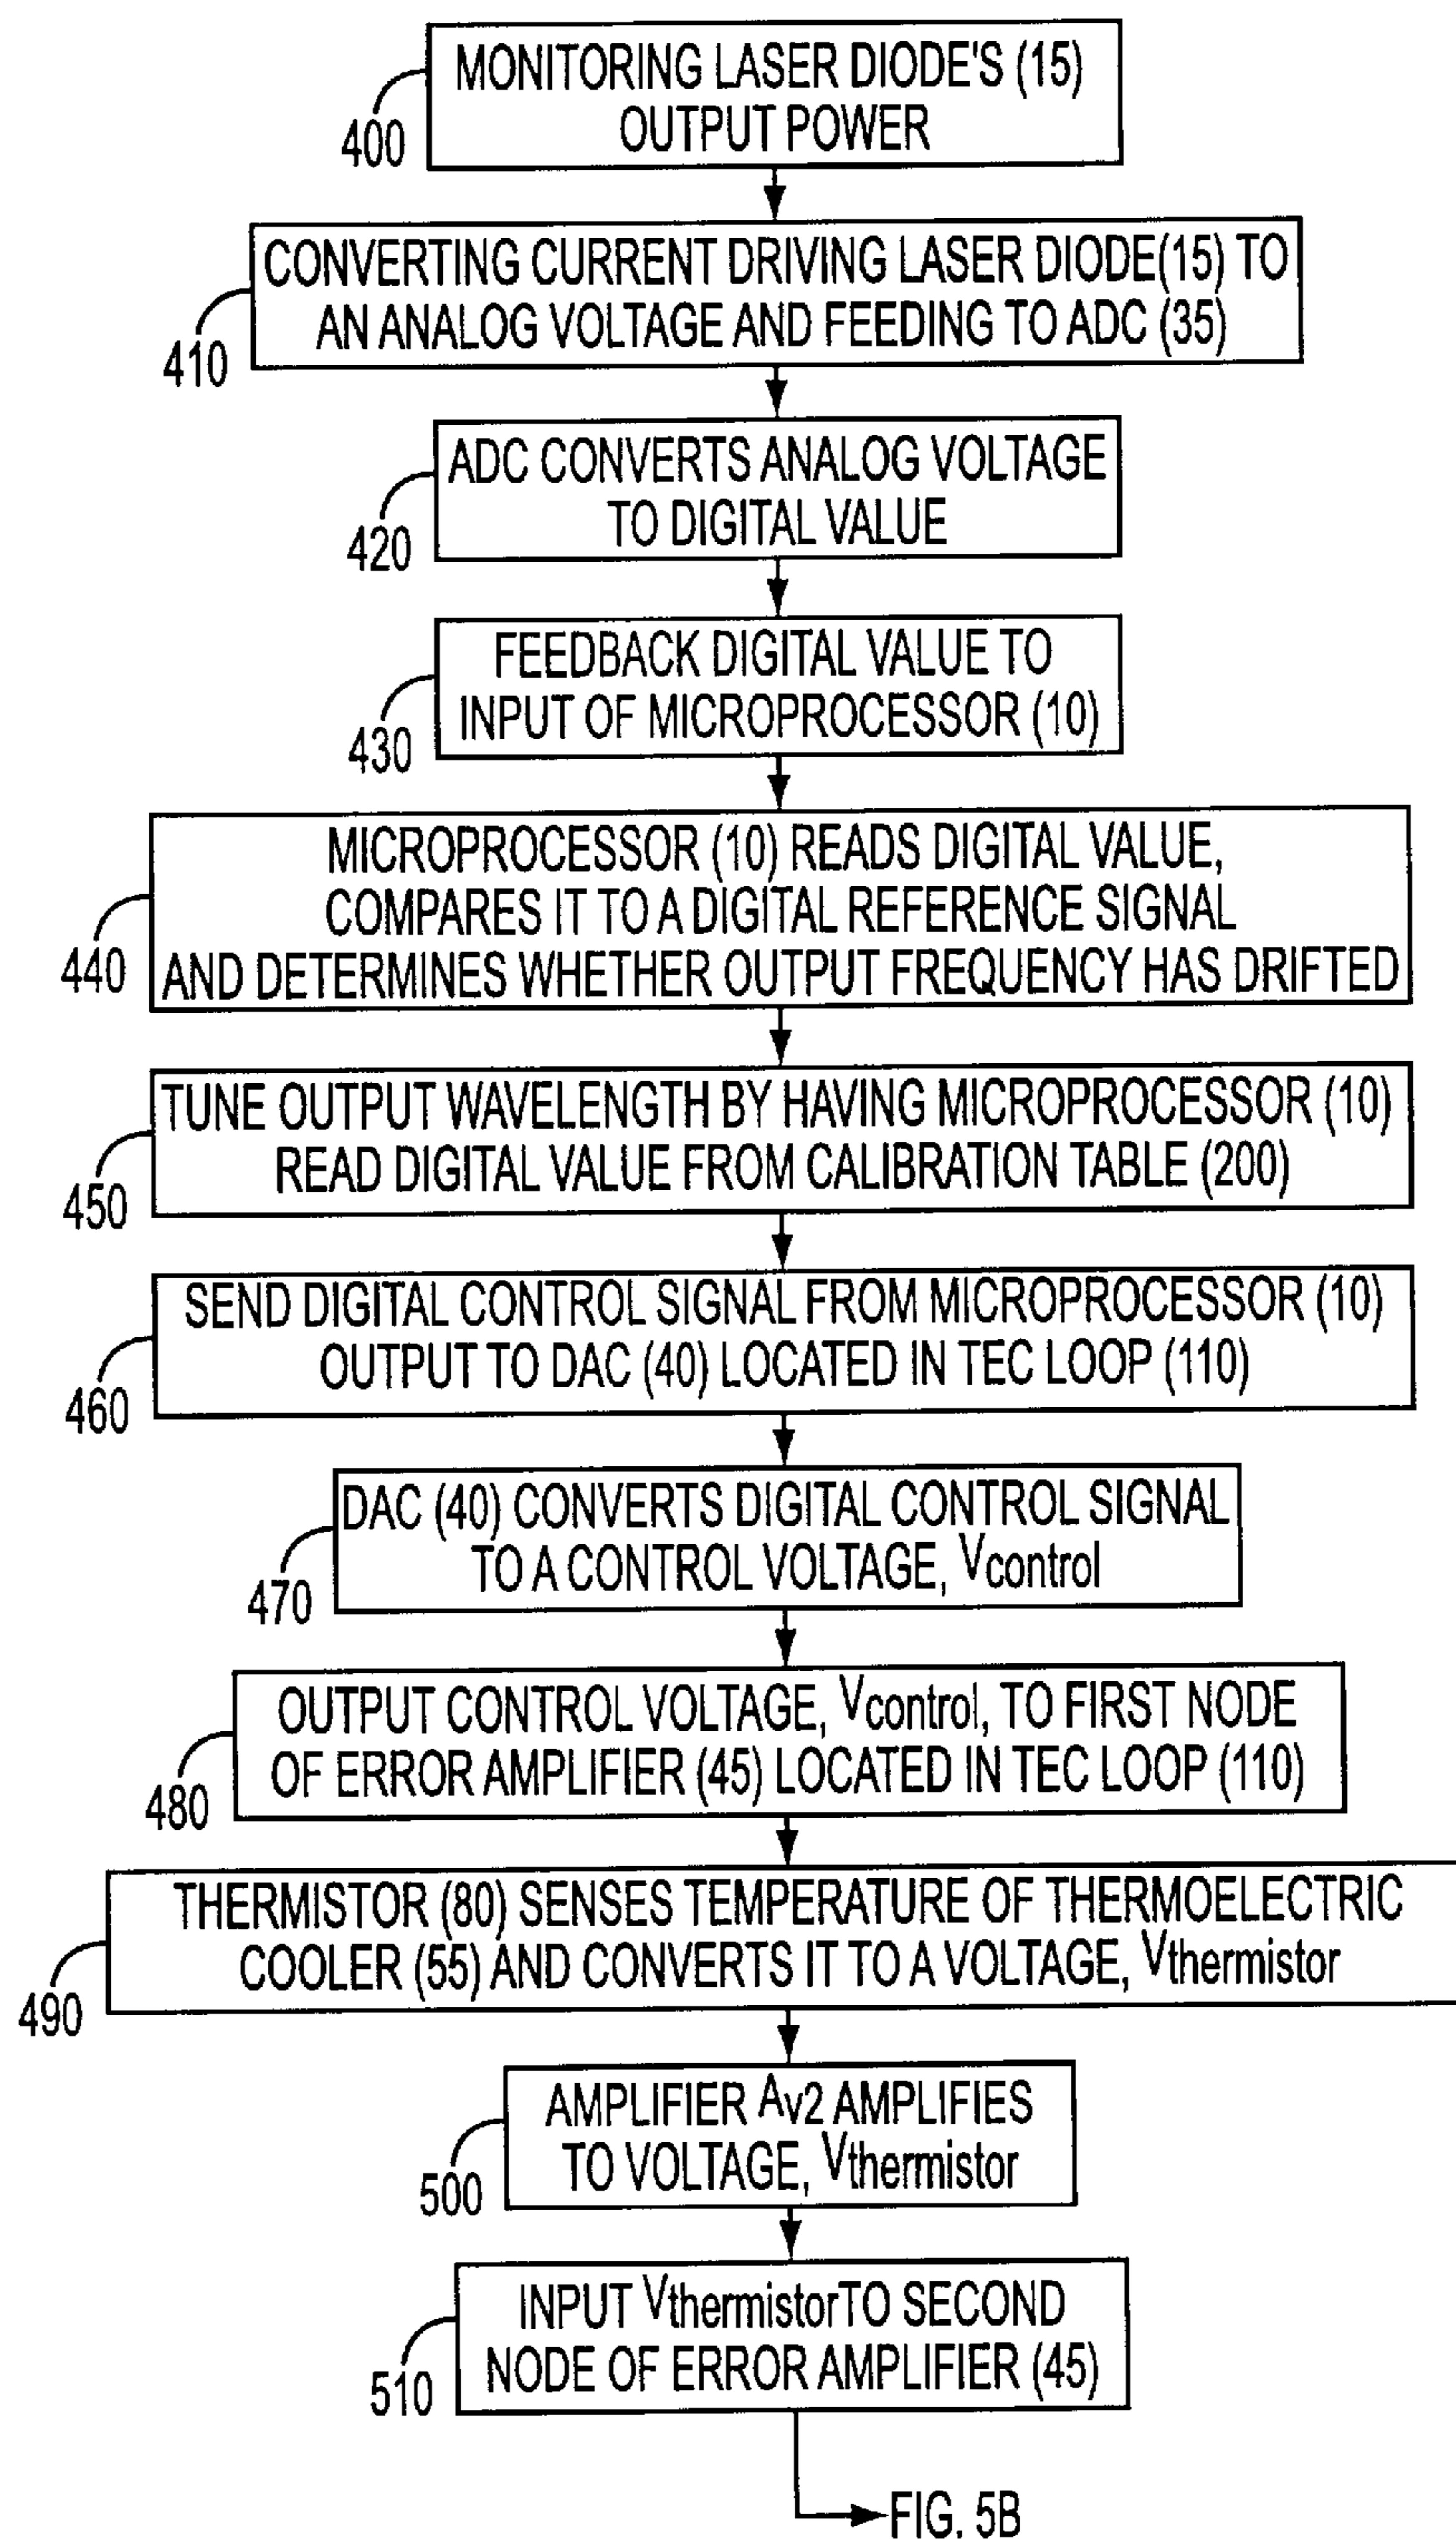 MONITORING LASER DIODE'S (15)
OUTPUT POWER
400
CONVERTING CURRENT DRIVING LASER DIODE(15) TO
AN ANALOG VOLTAGE AND FEEDING TO ADC (35)
410
ADC CONVERTS ANALOG VOLTAGE
TO DIGITAL VALUE
420
FEEDBACK DIGITAL VALUE TO
INPUT OF MICROPROCESSOR (10)
430
MICROPROCESSOR (10) READS DIGITAL VALUE,
COMPARES IT TO A DIGITAL REFERENCE SIGNAL
AND DETERMINES WHETHER OUTPUT FREQUENCY HAS DRIFTED
440
TUNE OUTPUT WAVELENGTH BY HAVING MICROPROCESSOR (10)
READ DIGITAL VALUE FROM CALIBRATION TABLE (200)
450
SEND DIGITAL CONTROL SIGNAL FROM MICROPROCESSOR (10)
OUTPUT TO DAC (40) LOCATED IN TEC LOOP (110)
460
DAC (40) CONVERTS DIGITAL CONTROL SIGNAL
TO A CONTROL VOLTAGE, Vcontrol
470
OUTPUT CONTROL VOLTAGE, Vcontrol, TO FIRST NODE
OF ERROR AMPLIFIER (45) LOCATED IN TEC LOOP (110)
480
THERMISTOR (80) SENSES TEMPERATURE OF THERMOELECTRIC
COOLER (55) AND CONVERTS IT TO A VOLTAGE, Vthermistor
490
AMPLIFIER Av2 AMPLIFIES
TO VOLTAGE, Vthermistor
500
INPUT VthermistorTO SECOND
NODE OF ERROR AMPLIFIER (45)
510
FIG. 5B